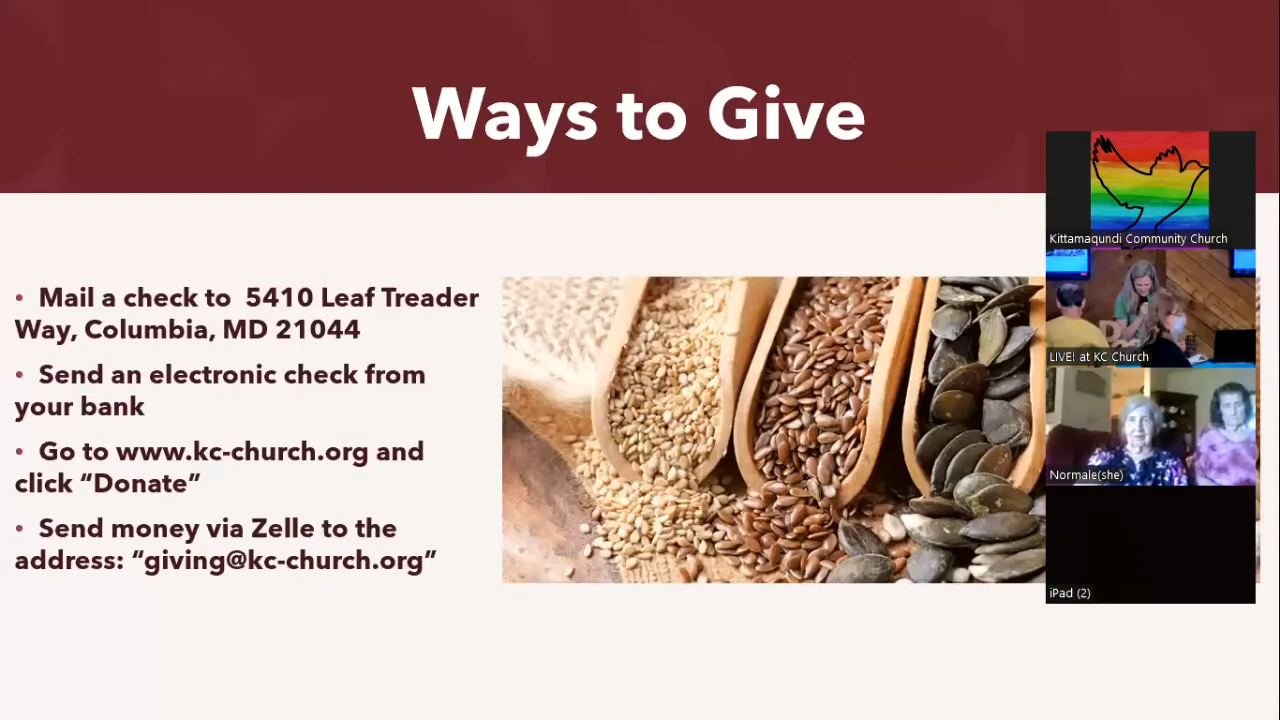 Ways to Give
• Mail a check to  5410 Leaf Treader
Way, Columbia, MD 21044
• Send an electronic check from
your bank
• Go to www.kc-church.org and
click “Donate”
• Send money via Zelle to the
address: “giving@kc-church.org”
Kittamaqundi Community Church
LIVE! at KC Church
Normale(she)
iPad (2)